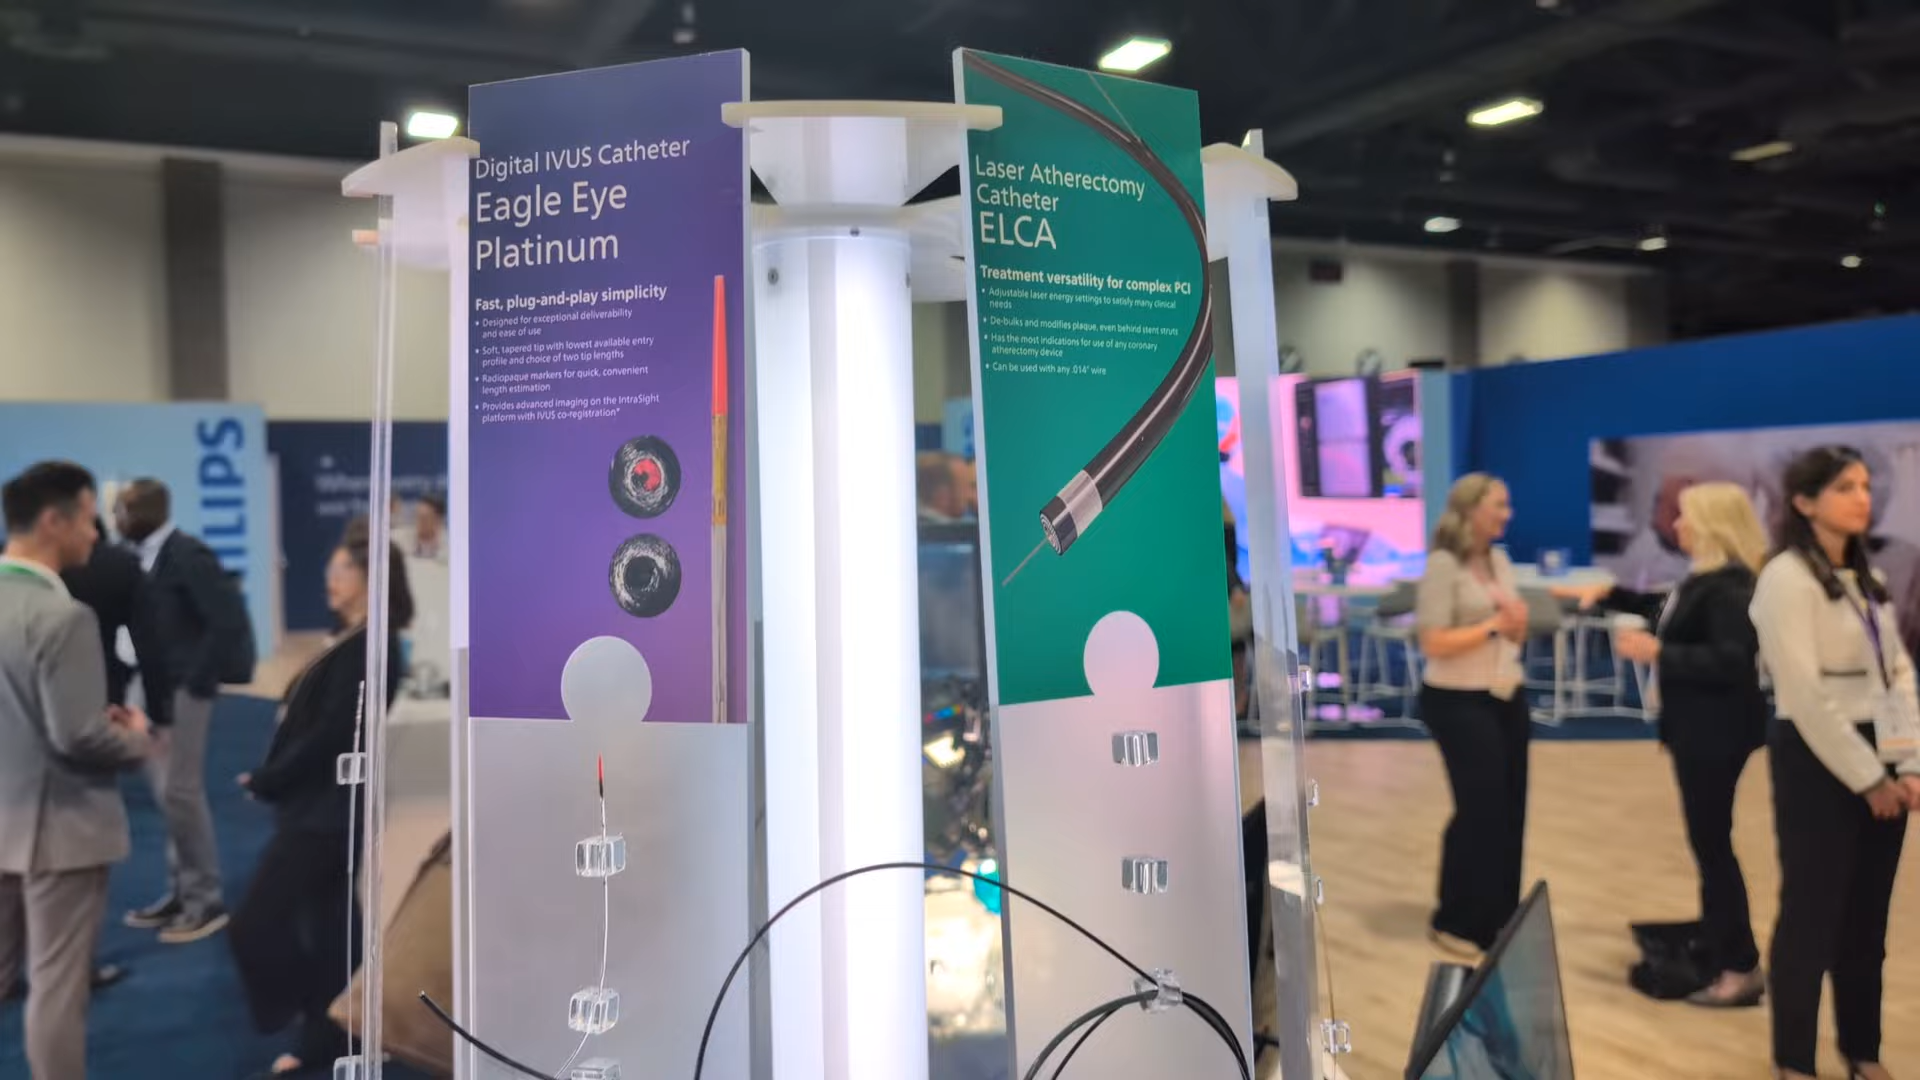 Digital IVUS Catheter
Eagle Eye
Platinum
Fast, plug-and-play simplicity
• Designed for exceptional deliverability
and ease of use
• Soft, tapered tip with lowest available entry
profile and choice of two tip lengths
• Radiopaque markers for quick, convenient
length estimation
• Provides advanced imaging on the IntraSight
platform with IVUS co-registration*
Laser Atherectomy
Catheter
ELCA
Treatment versatility for complex PCI
• Adjustable laser energy settings to satisfy many clinical
needs
• De-bulks and modifies plaque, even behind stent struts
• Has the most indications for use of any coronary
atherectomy device
• Can be used with any .014" wire
PHILIPS